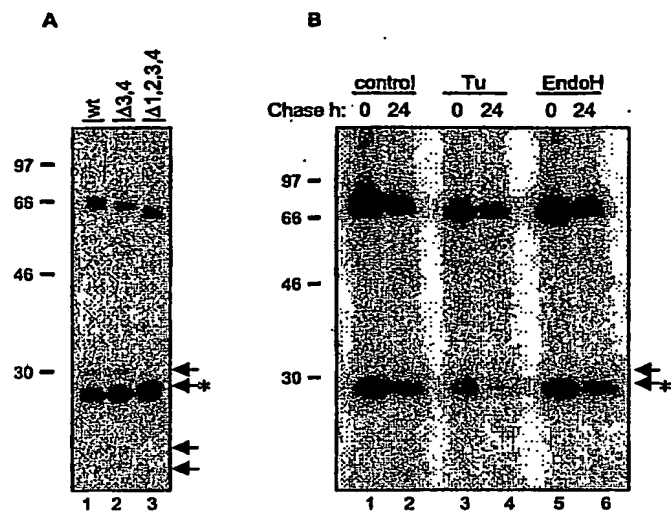 A
wt
Δ3,4
Δ1,2,3,4
97
66
46
30
*
1 2 3
B
control Tu EndoH
Chase h: 0 24 0 24 0 24
97
66
46
30
*
1 2 3 4 5 6